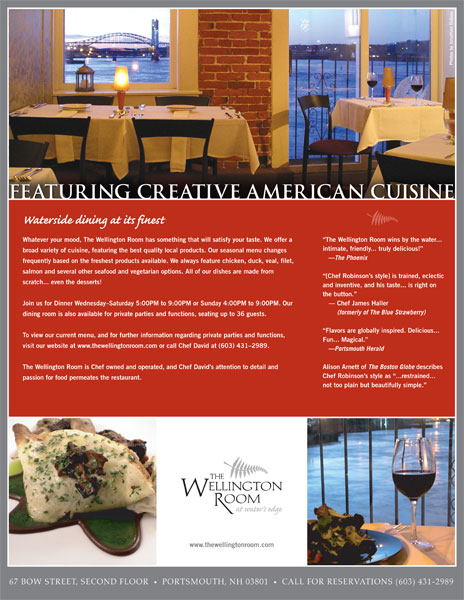 Photo by Jonathan Sahula
FEATURING CREATIVE AMERICAN CUISINE
Waterside dining at its finest
Whatever your mood, The Wellington Room has something that will satisfy your taste. We offer a
broad variety of cuisine, featuring the best quality local products. Our seasonal menu changes
frequently based on the freshest products available. We always feature chicken, duck, veal, filet,
salmon and several other seafood and vegetarian options. All of our dishes are made from
scratch... even the desserts!
Join us for Dinner Wednesday–Saturday 5:00PM to 9:00PM or Sunday 4:00PM to 9:00PM. Our
dining room is also available for private parties and functions, seating up to 36 guests.
To view our current menu, and for further information regarding private parties and functions,
visit our website at www.thewellingtonroom.com or call Chef David at (603) 431–2989.
The Wellington Room is Chef owned and operated, and Chef David's attention to detail and
passion for food permeates the restaurant.
"The Wellington Room wins by the water...
intimate, friendly... truly delicious!"
—The Phoenix
"[Chef Robinson's style] is trained, eclectic
and inventive, and his taste... is right on
the button."
— Chef James Haller
(formerly of The Blue Strawberry)
"Flavors are globally inspired. Delicious...
Fun... Magical."
—Portsmouth Herald
Alison Arnett of The Boston Globe describes
Chef Robinson's style as "...restrained...
not too plain but beautifully simple."
THE
WELLINGTON
ROOM
at water's edge
www.thewellingtonroom.com
67 BOW STREET, SECOND FLOOR • PORTSMOUTH, NH 03801 • CALL FOR RESERVATIONS (603) 431-2989